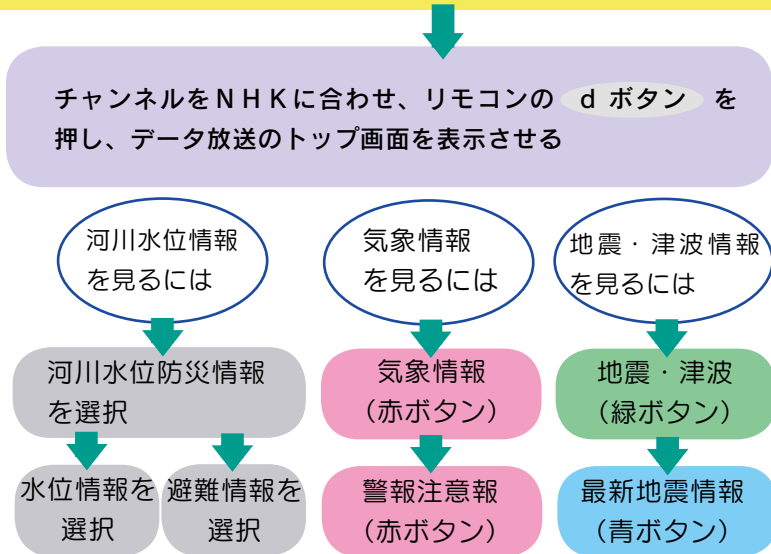 チャンネルをＮＨＫに合わせ、リモコンの ｄ ボタン を
押し、データ放送のトップ画面を表示させる
河川水位情報
を見るには
気象情報
を見るには
地震・津波情報
を見るには
河川水位防災情報
を選択
気象情報
（赤ボタン）
地震・津波
（緑ボタン）
水位情報を
選択
避難情報を
選択
警報注意報
（赤ボタン）
最新地震情報
（青ボタン）